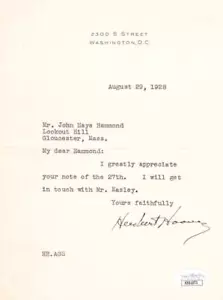 2300 S STREET
WASHINGTON, D.C.
August 29, 1928
Mr. John Hays Hammond
Lookout Hill
Gloucester, Mass.
My dear Hammond:
I greatly appreciate
your note of the 27th. I will get
in touch with Mr. Easley.
Yours faithfully
Herbert Hoover
HH.ASG